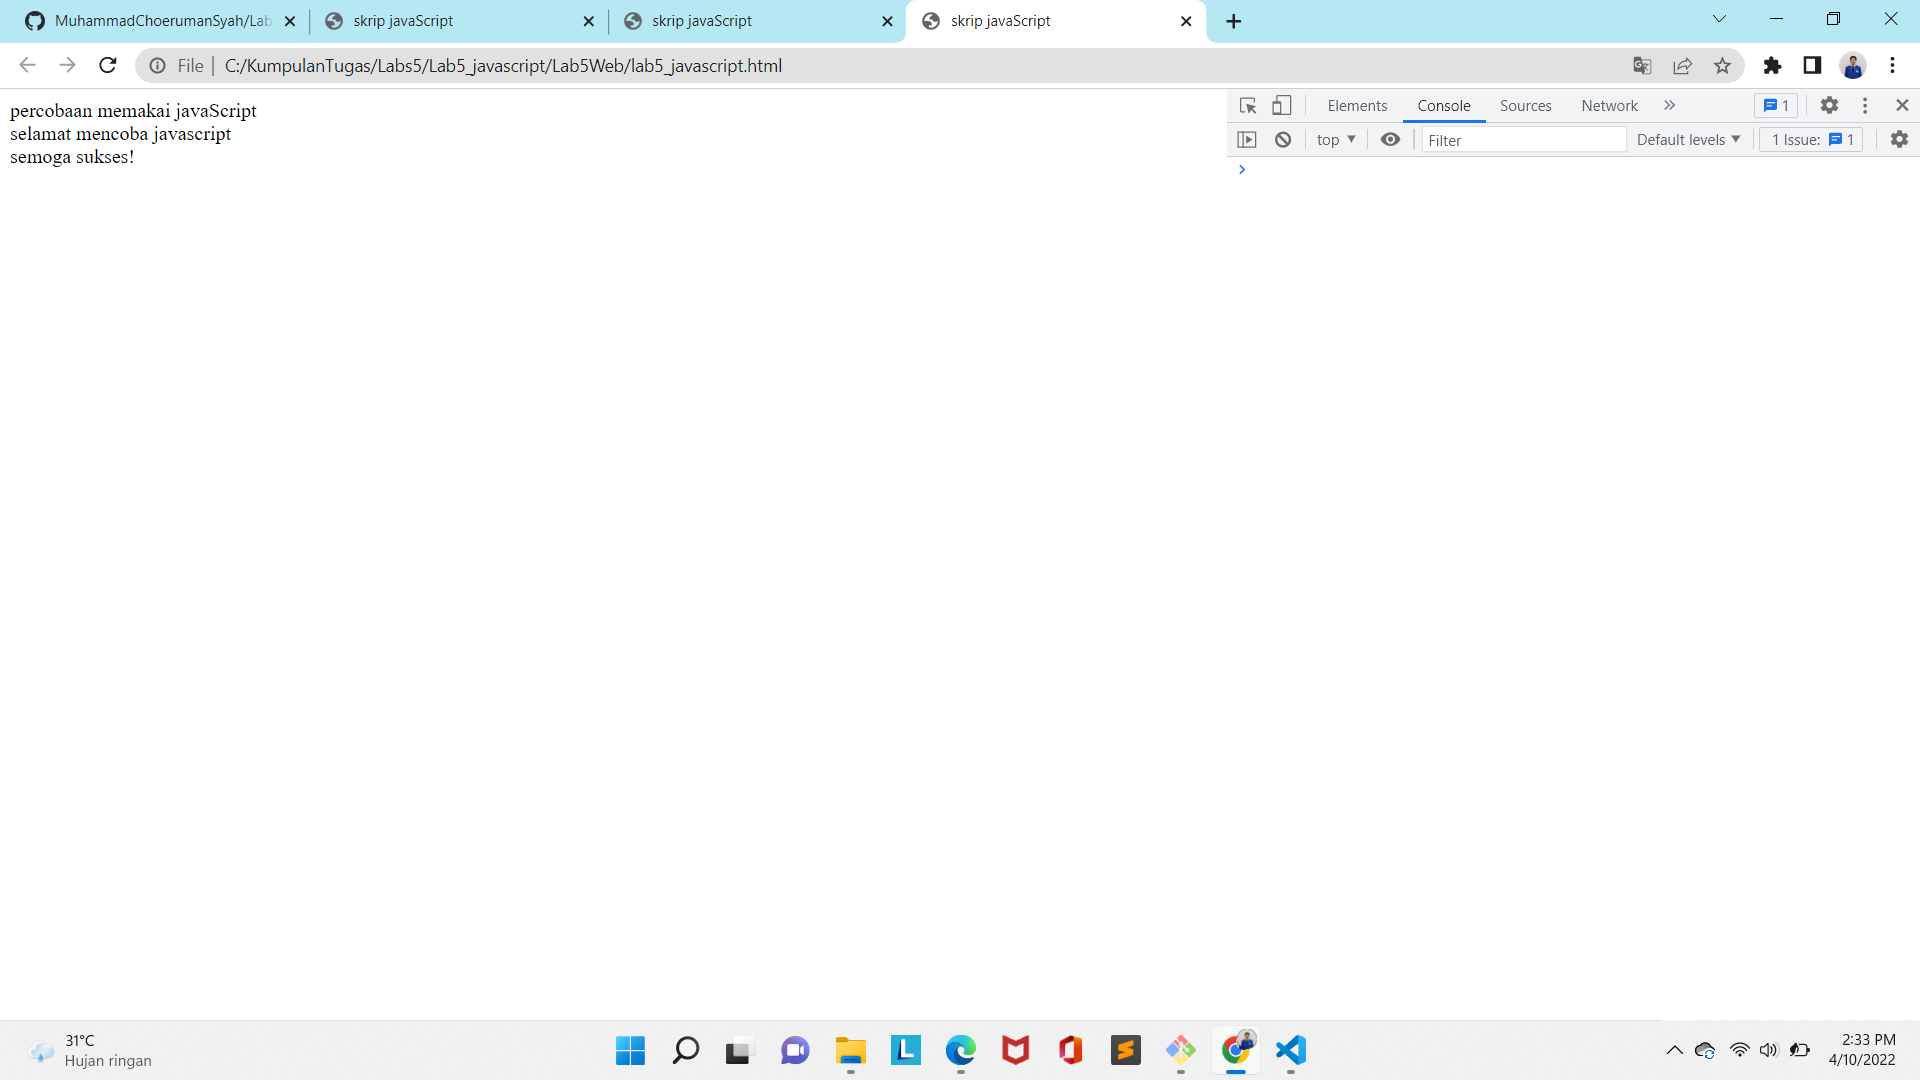 MuhammadChoerumanSyah/Lab
skrip javaScript
skrip javaScript
skrip javaScript
File
C:/KumpulanTugas/Labs5/Lab5_javascript/Lab5Web/lab5_javascript.html
percobaan memakai javaScript
selamat mencoba javascript
semoga sukses!
Elements Console Sources Network 1
top Filter Default levels 1 Issue: 1
31°C
Hujan ringan
2:33 PM
4/10/2022